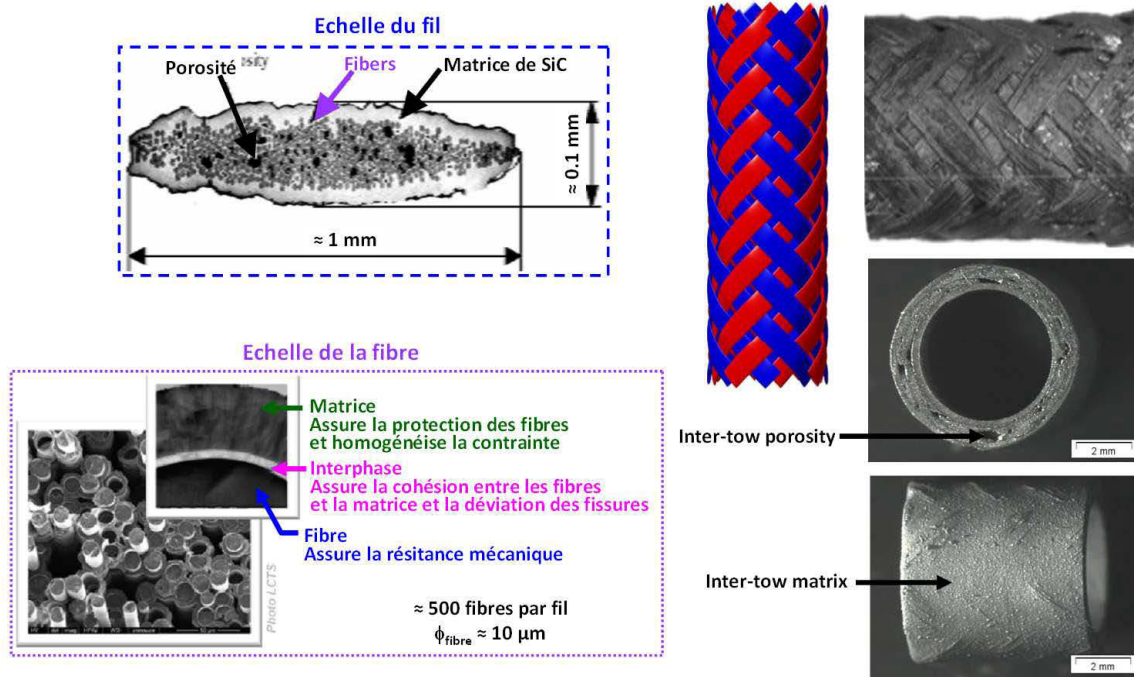 Echelle du fil
Porosité
Fibers
Matrice de SiC
≈ 0.1 mm
≈ 1 mm
Echelle de la fibre
Matrice
Assure la protection des fibres
et homogénéise la contrainte
Interphase
Assure la cohésion entre les fibres
et la matrice et la déviation des fissures
Fibre
Assure la résitance mécanique
Photo LCTS
≈ 500 fibres par fil
ϕfibre ≈ 10 µm
Inter-tow porosity
2 mm
Inter-tow matrix
2 mm